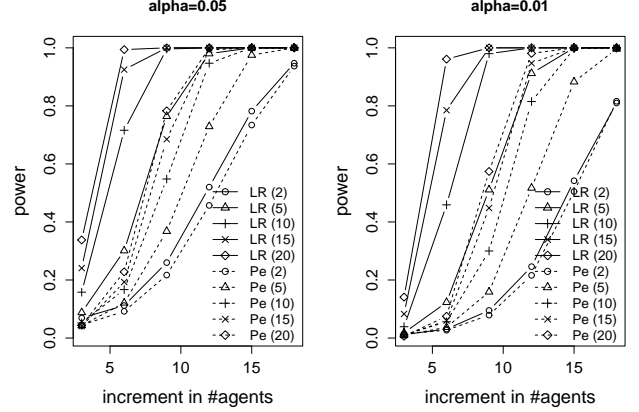 alpha=0.05
power
1.0
0.8
0.6
0.4
0.2
0.0
LR (2)
LR (5)
LR (10)
LR (15)
LR (20)
Pe (2)
Pe (5)
Pe (10)
Pe (15)
Pe (20)
5 10 15
increment in #agents
alpha=0.01
power
1.0
0.8
0.6
0.4
0.2
0.0
LR (2)
LR (5)
LR (10)
LR (15)
LR (20)
Pe (2)
Pe (5)
Pe (10)
Pe (15)
Pe (20)
5 10 15
increment in #agents